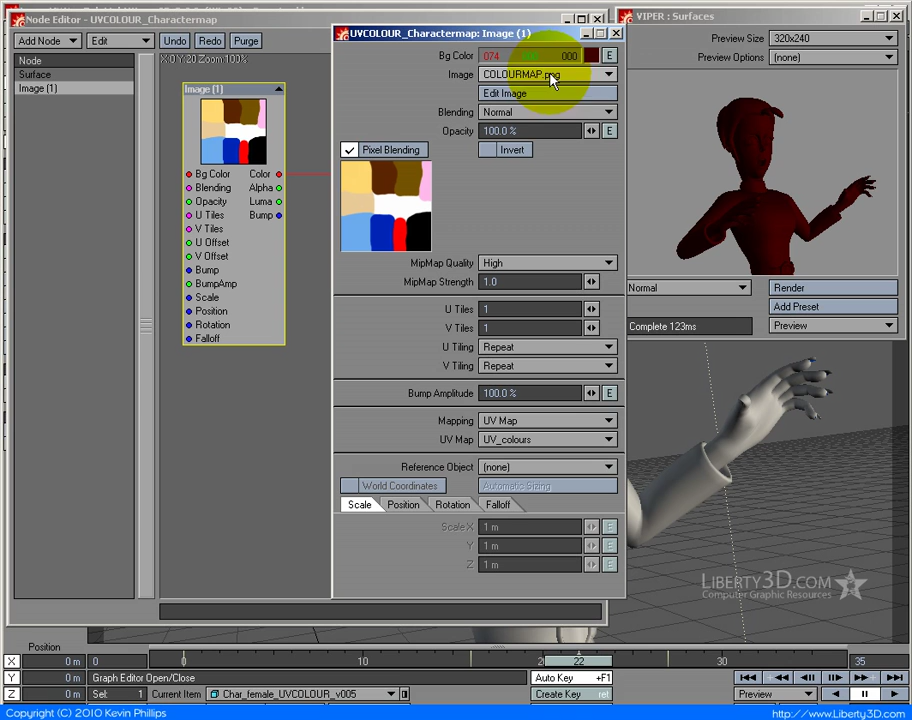 Node Editor - UVCOLOUR_Charactermap
Add Node
Edit
Undo
Redo
Purge
Node
Surface
Image (1)
X:0 Y:20 Zoom:100%
Image (1)
Bg Color
Color
Blending
Alpha
Opacity
Luma
U Tiles
Bump
V Tiles
U Offset
V Offset
Bump
BumpAmp
Scale
Position
Rotation
Falloff
UVCOLOUR_Charactermap: Image (1)
Bg Color
074
000
E
Image
COLOURMAP.png
Edit Image
Blending
Normal
Opacity
100.0 %
E
Pixel Blending
Invert
MipMap Quality
High
MipMap Strength
1.0
U Tiles
1
V Tiles
1
U Tiling
Repeat
V Tiling
Repeat
Bump Amplitude
100.0 %
E
Mapping
UV Map
UV Map
UV_colours
Reference Object
(none)
World Coordinates
Automatic Sizing
Scale
Position
Rotation
Falloff
Scale X
1 m
E
Y
1 m
E
Z
1 m
E
VIPER : Surfaces
Preview Size
320x240
Preview Options
(none)
Normal
Render
Add Preset
Complete 123ms
Preview
LIBERTY3D.COM
COMPUTER GRAPHIC RESOURCES
Position
X
0 m
0
0
10
22
30
35
Y
0 m
Graph Editor Open/Close
Auto Key
+F1
Z
0 m
Sel:
1
Current Item
Char_female_UVCOLOUR_v005
Create Key
ret
Preview
Copyright (C) 2010 Kevin Phillips
http://www.Liberty3D.com